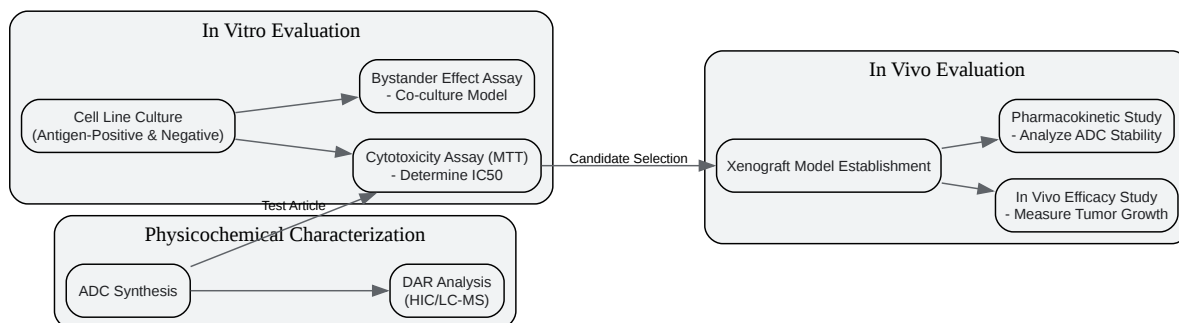 In Vitro Evaluation
Bystander Effect Assay
- Co-culture Model
Cell Line Culture
(Antigen-Positive & Negative)
Cytotoxicity Assay (MTT)
- Determine IC50
Candidate Selection
Test Article
Physicochemical Characterization
ADC Synthesis
DAR Analysis
(HIC/LC-MS)
In Vivo Evaluation
Xenograft Model Establishment
Pharmacokinetic Study
- Analyze ADC Stability
In Vivo Efficacy Study
- Measure Tumor Growth